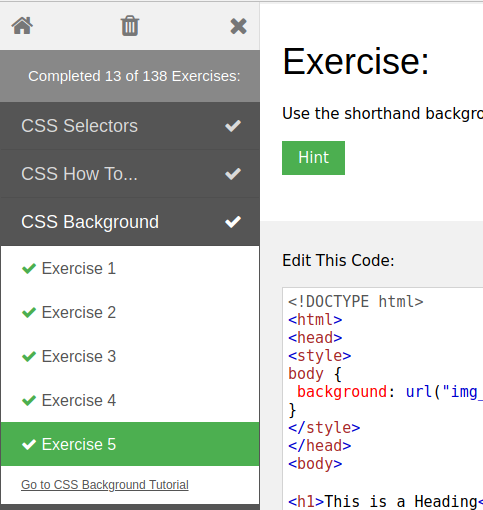 Completed 13 of 138 Exercises:
CSS Selectors
CSS How To...
CSS Background
Exercise 1
Exercise 2
Exercise 3
Exercise 4
Exercise 5
Go to CSS Background Tutorial
Exercise:
Use the shorthand backgro
Hint
Edit This Code:
<!DOCTYPE html>
<html>
<head>
<style>
body {
background: url("img_
}
</style>
</head>
<body>
<h1>This is a Heading<